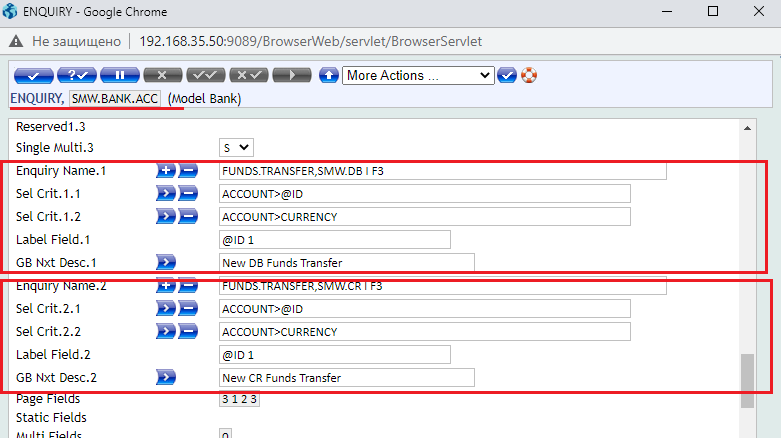 ENQUIRY - Google Chrome
Не защищено 192.168.35.50:9089/BrowserWeb/servlet/BrowserServlet
More Actions ...
ENQUIRY, SMW.BANK.ACC (Model Bank)
Reserved1.3
Single Multi.3 S
Enquiry Name.1 FUNDS.TRANSFER,SMW.DB I F3
Sel Crit.1.1 ACCOUNT>@ID
Sel Crit.1.2 ACCOUNT>CURRENCY
Label Field.1 @ID 1
GB Nxt Desc.1 New DB Funds Transfer
Enquiry Name.2 FUNDS.TRANSFER,SMW.CR I F3
Sel Crit.2.1 ACCOUNT>@ID
Sel Crit.2.2 ACCOUNT>CURRENCY
Label Field.2 @ID 1
GB Nxt Desc.2 New CR Funds Transfer
Page Fields 3 1 2 3
Static Fields
Multi Fields 0